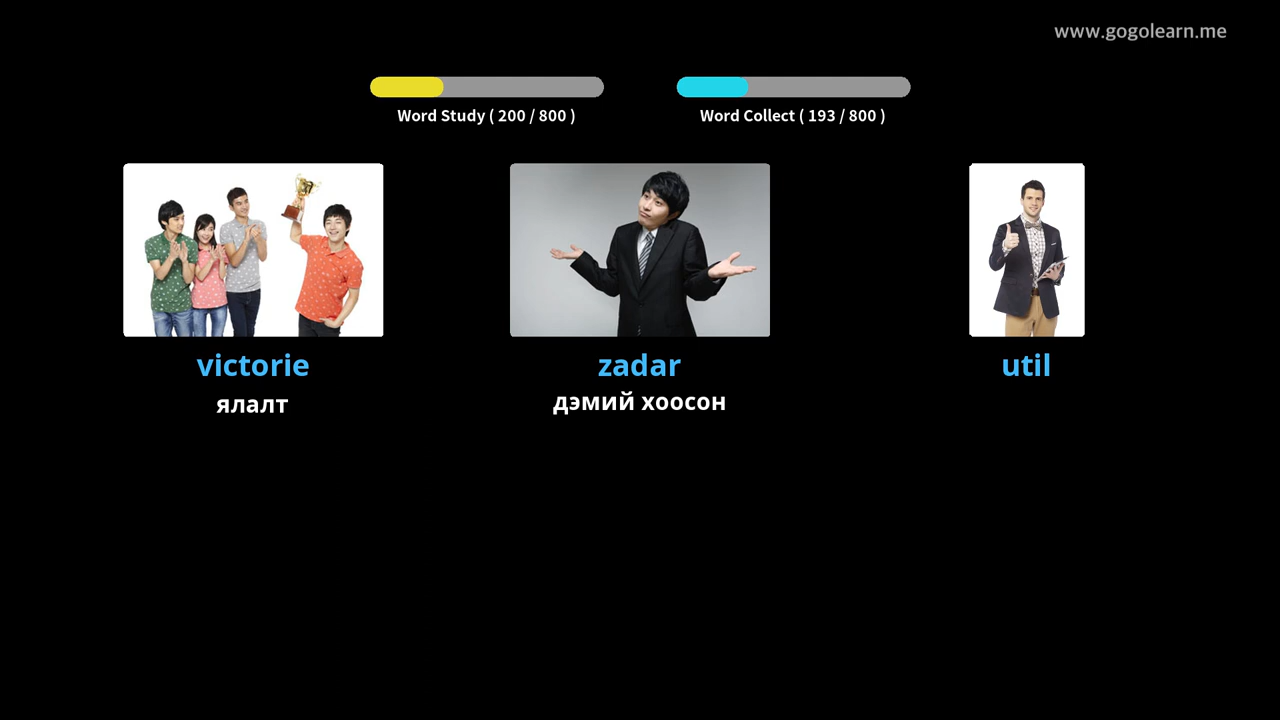 www.gogolearn.me
Word Study ( 200 / 800 )
Word Collect ( 193 / 800 )
victorie
ялалт
zadar
дэмий хоосон
util